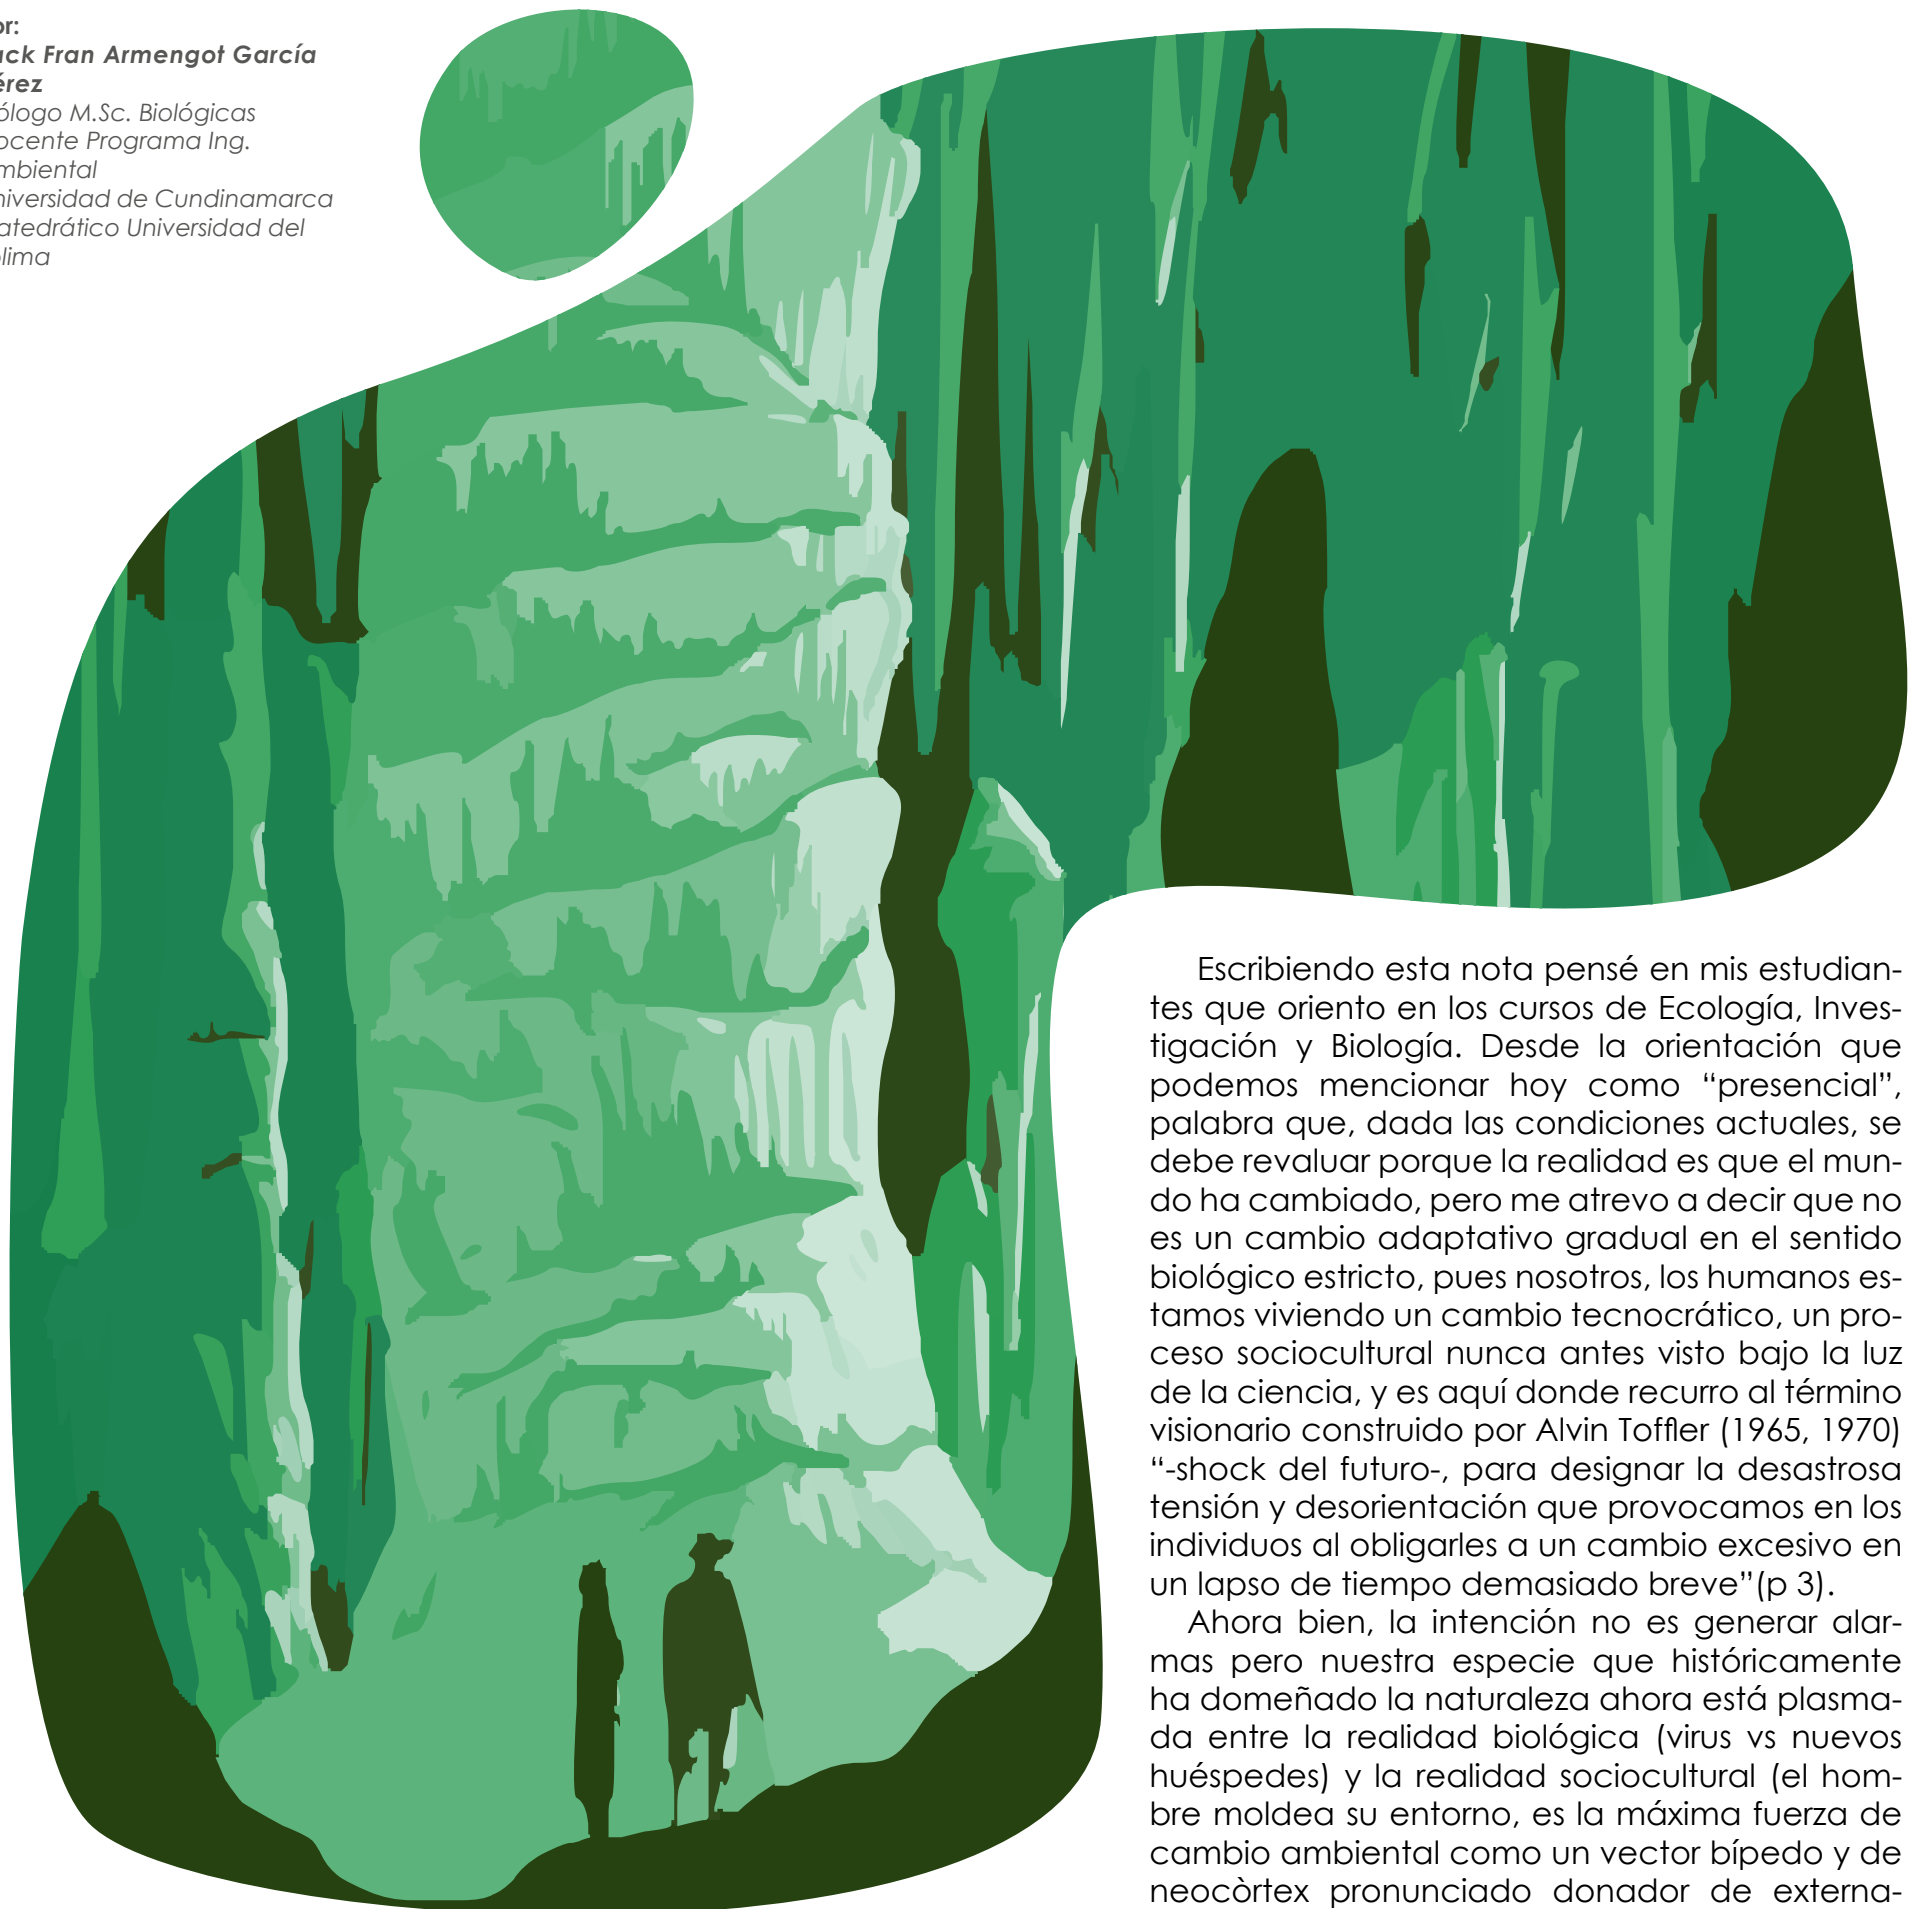 or:
ck Fran Armengot García
érez
ólogo M.Sc. Biológicas
ocente Programa Ing.
mbiental
niversidad de Cundinamarca
atedrático Universidad del
lima
Escribiendo esta nota pensé en mis estudian-
tes que oriento en los cursos de Ecología, Inves-
tigación y Biología. Desde la orientación que
podemos mencionar hoy como “presencial”,
palabra que, dada las condiciones actuales, se
debe revaluar porque la realidad es que el mun-
do ha cambiado, pero me atrevo a decir que no
es un cambio adaptativo gradual en el sentido
biológico estricto, pues nosotros, los humanos es-
tamos viviendo un cambio tecnocrático, un pro-
ceso sociocultural nunca antes visto bajo la luz
de la ciencia, y es aquí donde recurro al término
visionario construido por Alvin Toffler (1965, 1970)
“-shock del futuro-, para designar la desastrosa
tensión y desorientación que provocamos en los
individuos al obligarles a un cambio excesivo en
un lapso de tiempo demasiado breve”(p 3).
Ahora bien, la intención no es generar alar-
mas pero nuestra especie que históricamente
ha domeñado la naturaleza ahora está plasma-
da entre la realidad biológica (virus vs nuevos
huéspedes) y la realidad sociocultural (el hom-
bre moldea su entorno, es la máxima fuerza de
cambio ambiental como un vector bípedo y de
neocòrtex pronunciado donador de externa-